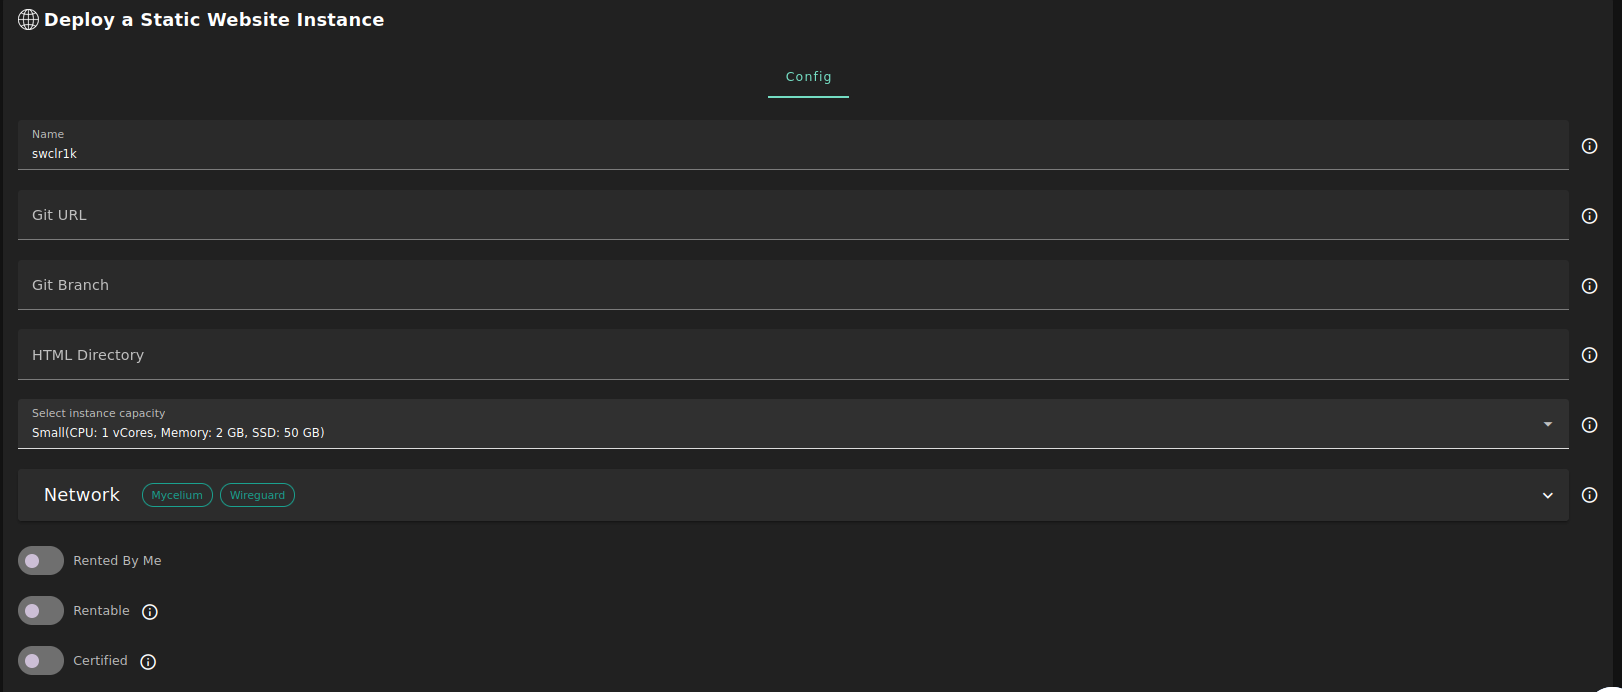 Deploy a Static Website Instance
Config
Name
swclr1k
Git URL
Git Branch
HTML Directory
Select instance capacity
Small(CPU: 1 vCores, Memory: 2 GB, SSD: 50 GB)
Network Mycelium Wireguard
Rented By Me
Rentable
Certified